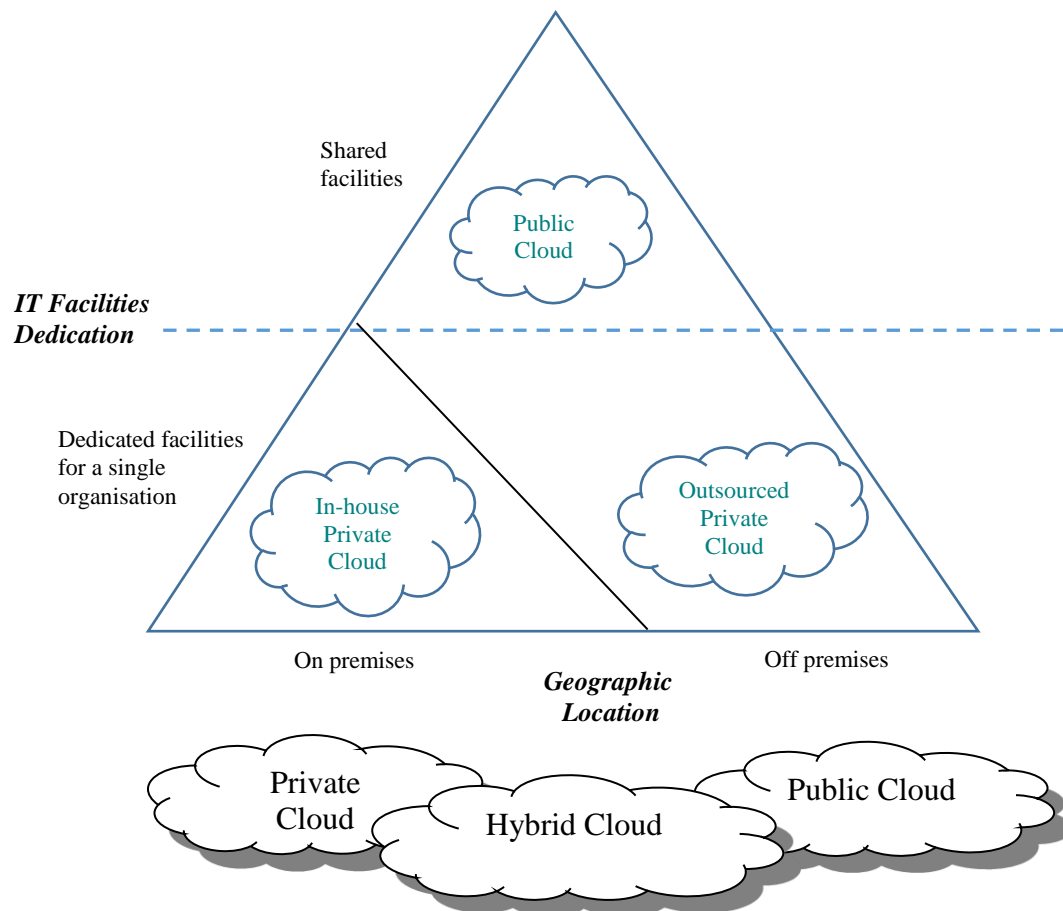 Shared
facilities
Public
Cloud
IT Facilities
Dedication
Dedicated facilities
for a single
organisation
In-house
Private
Cloud
Outsourced
Private
Cloud
On premises
Off premises
Geographic
Location
Private
Cloud
Hybrid Cloud
Public Cloud